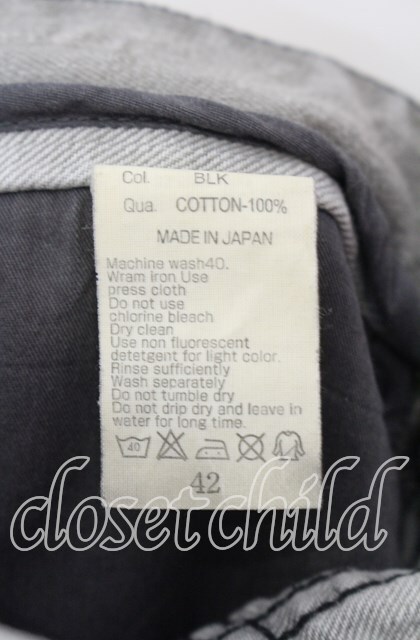 Col. BLK
Qua. COTTON-100%
MADE IN JAPAN
Machine wash40.
Wram Iron Use
press cloth
Do not use
chlorine bleach
Dry clean
Use non fluorescent
detetgent for light color.
Rinse sufficiently
Wash separately
Do not tumble dry
Do not drip dry and leave in
water for long time.
40
42
closet child